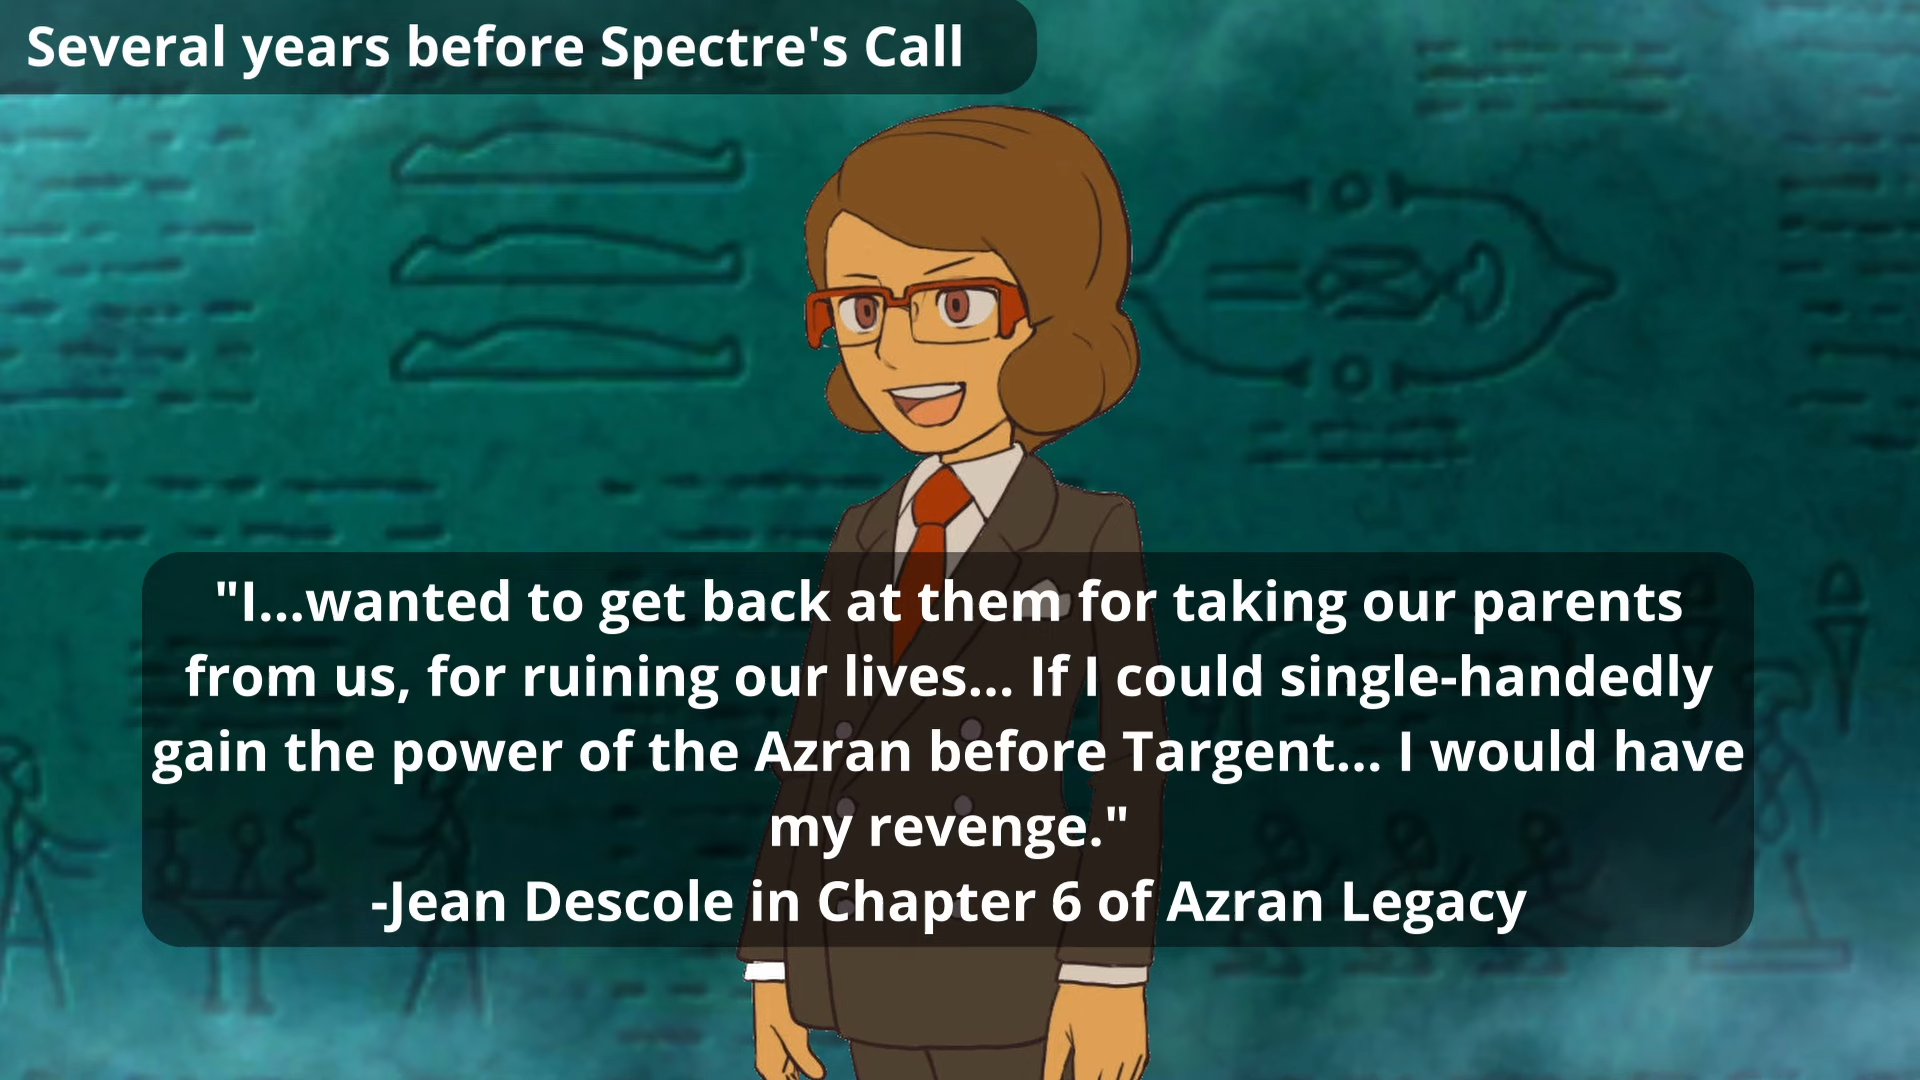 Several years before Spectre's Call
"I...wanted to get back at them for taking our parents
from us, for ruining our lives... If I could single-handedly
gain the power of the Azran before Targent... I would have
my revenge."
-Jean Descole in Chapter 6 of Azran Legacy